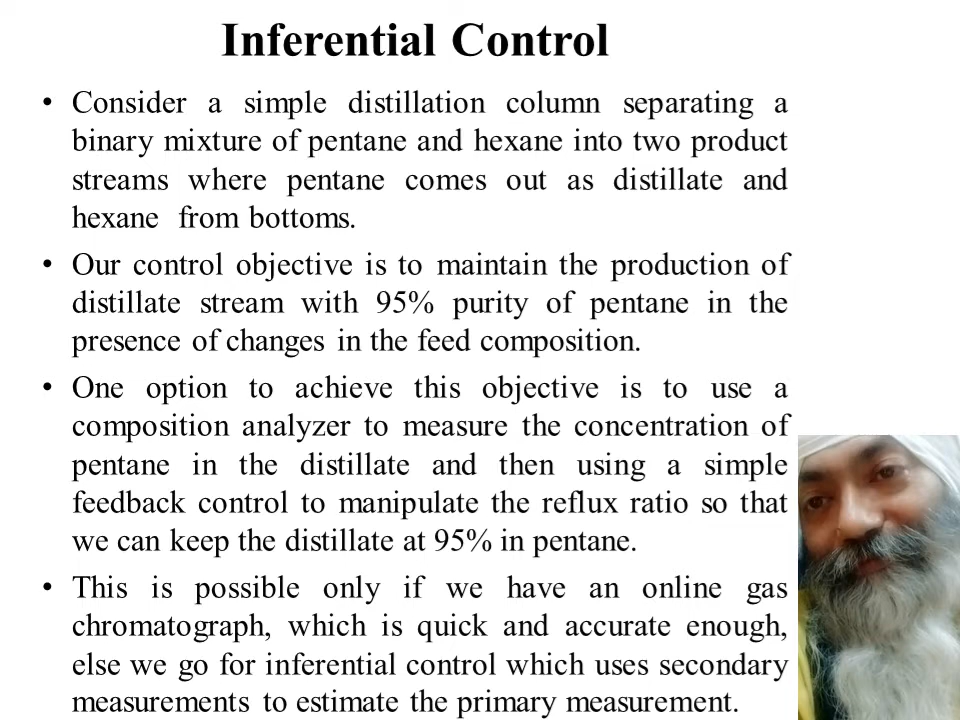 Inferential Control
• Consider a simple distillation column separating a
binary mixture of pentane and hexane into two product
streams where pentane comes out as distillate and
hexane from bottoms.
• Our control objective is to maintain the production of
distillate stream with 95% purity of pentane in the
presence of changes in the feed composition.
• One option to achieve this objective is to use a
composition analyzer to measure the concentration of
pentane in the distillate and then using a simple
feedback control to manipulate the reflux ratio so that
we can keep the distillate at 95% in pentane.
• This is possible only if we have an online gas
chromatograph, which is quick and accurate enough,
else we go for inferential control which uses secondary
measurements to estimate the primary measurement.